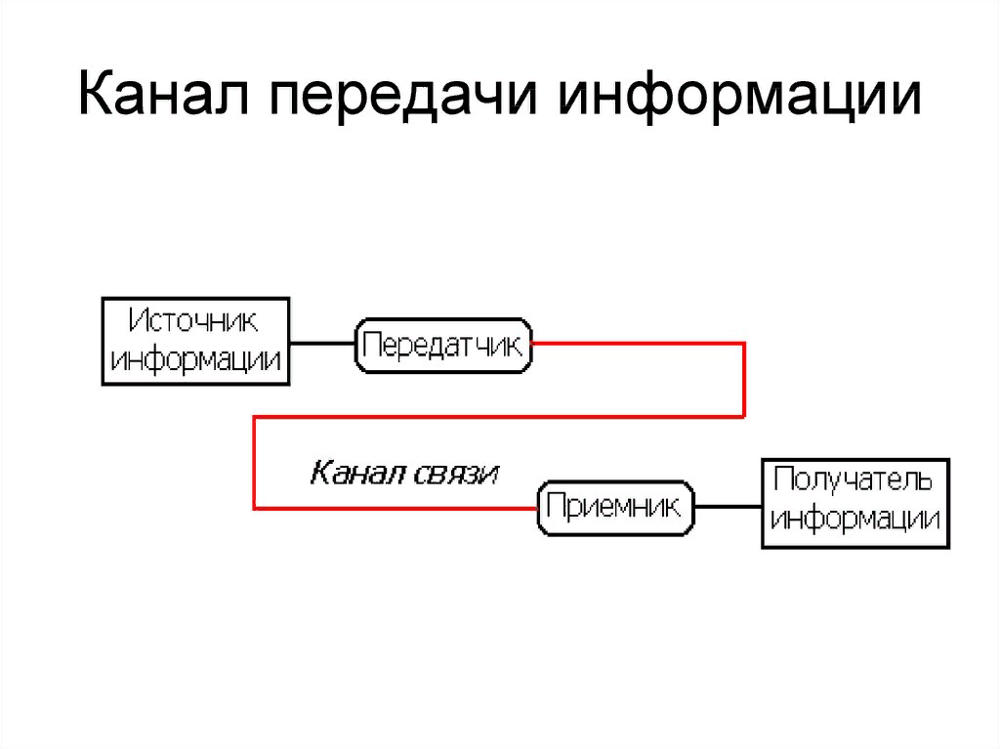 Канал передачи информации
Источник
информации
Передатчик
Канал связи
Приемник
Получатель
информации